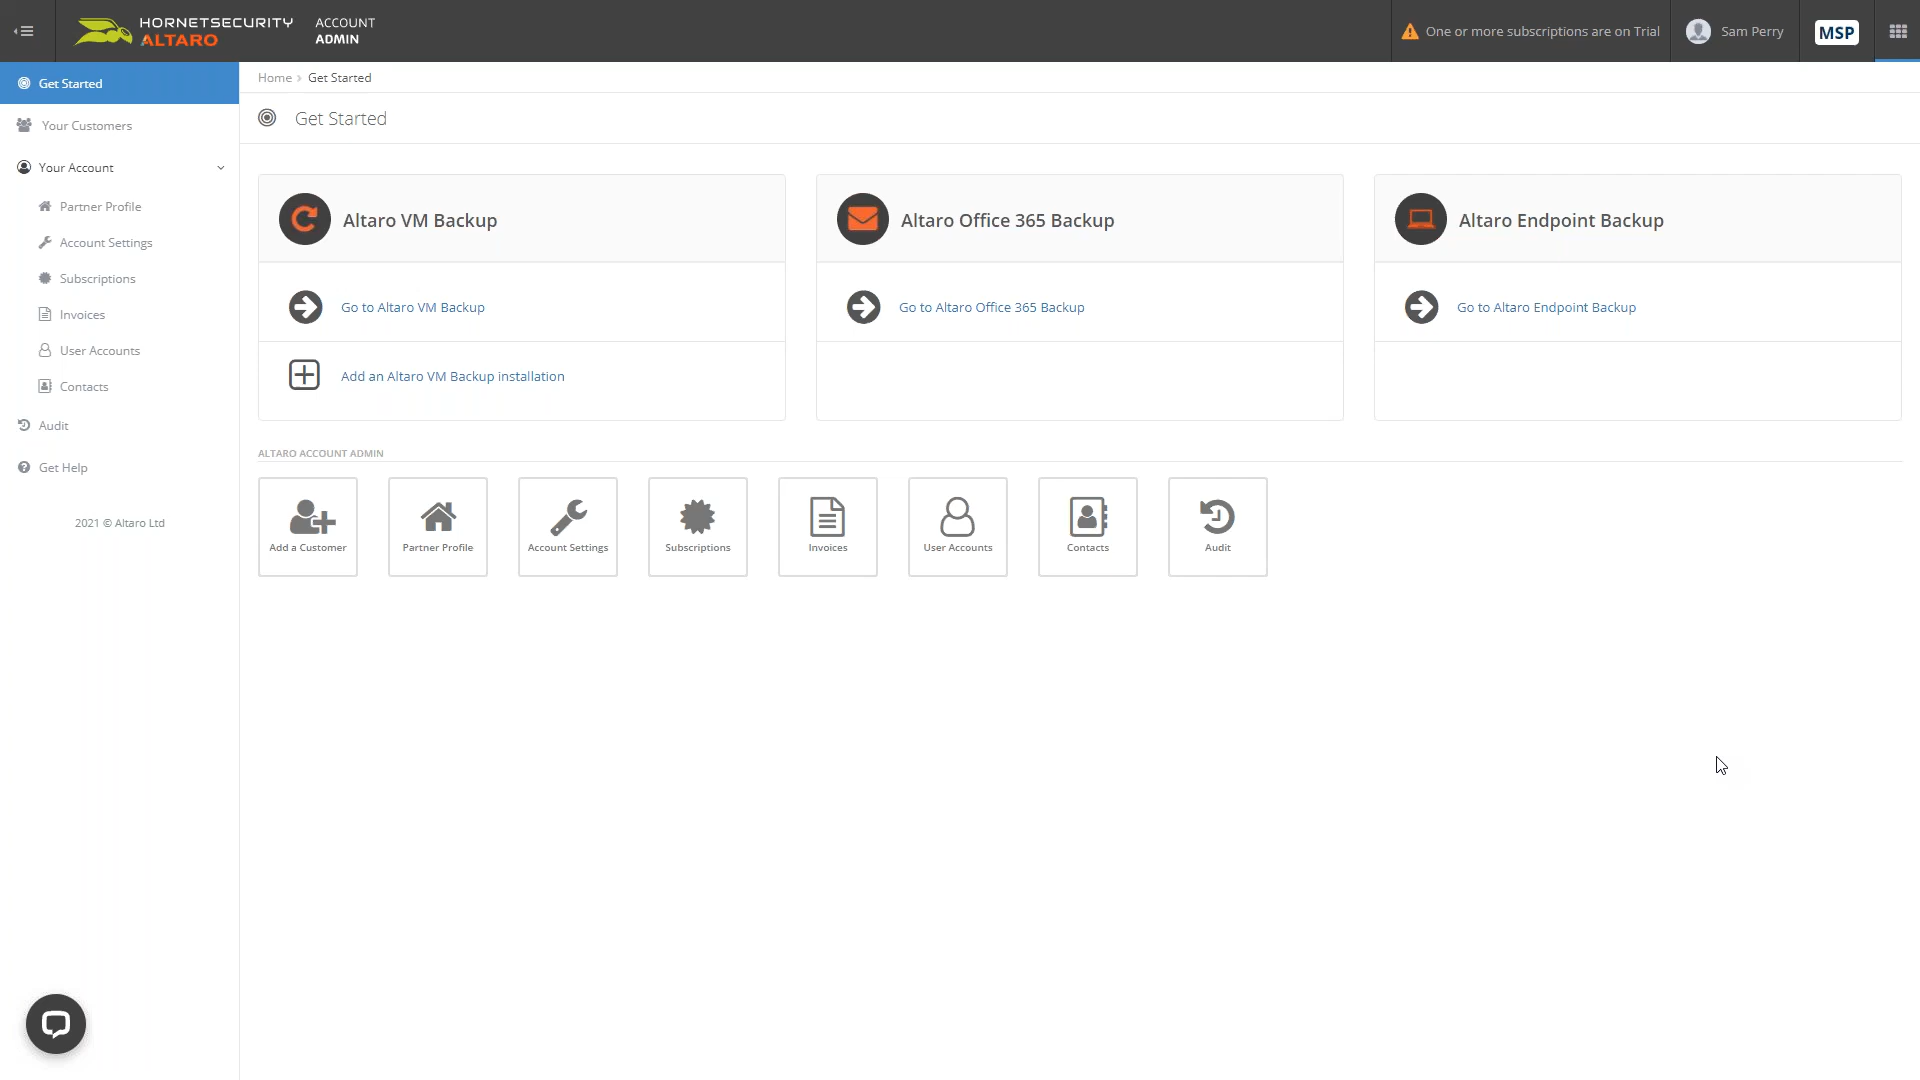 HORNETSECURITY
ALTARO
ACCOUNT
ADMIN
One or more subscriptions are on Trial
Sam Perry
MSP
Get Started
Your Customers
Your Account
Partner Profile
Account Settings
Subscriptions
Invoices
User Accounts
Contacts
Audit
Get Help
2021 © Altaro Ltd
Home › Get Started
Get Started
Altaro VM Backup
Go to Altaro VM Backup
Add an Altaro VM Backup installation
Altaro Office 365 Backup
Go to Altaro Office 365 Backup
Altaro Endpoint Backup
Go to Altaro Endpoint Backup
ALTARO ACCOUNT ADMIN
Add a Customer
Partner Profile
Account Settings
Subscriptions
Invoices
User Accounts
Contacts
Audit